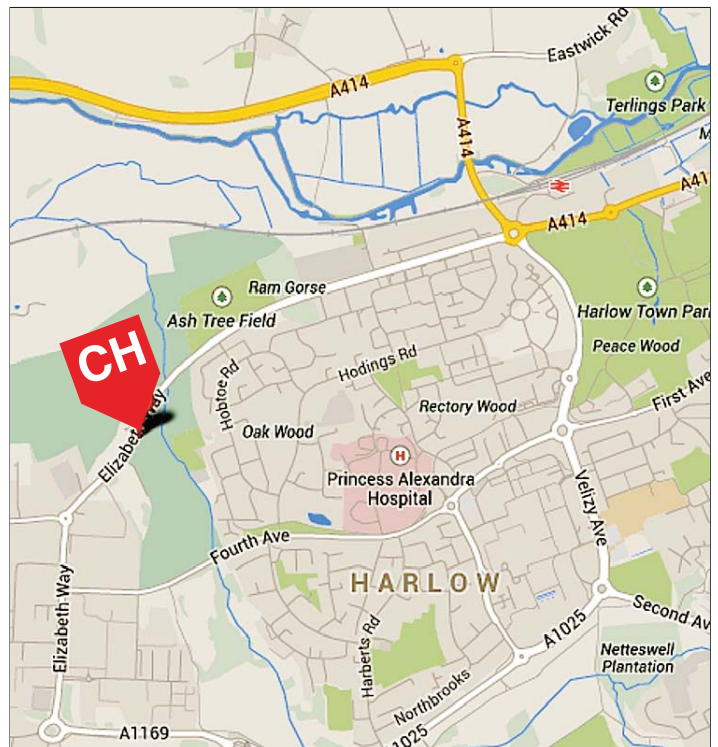 Eastwick Rd
A414
Terlings Park
A414
M
A41
A414
Ram Gorse
Ash Tree Field
Harlow Town Par
Peace Wood
CH
Hodings Rd
Hobtoe Rd
First Ave
Rectory Wood
Elizabeth Way
Oak Wood
H
Princess Alexandra
Hospital
Velizy Ave
Fourth Ave
HARLOW
Elizabeth Way
Second Av
A1025
Harberts Rd
Netteswell
Plantation
Northbrooks
A1169
1025